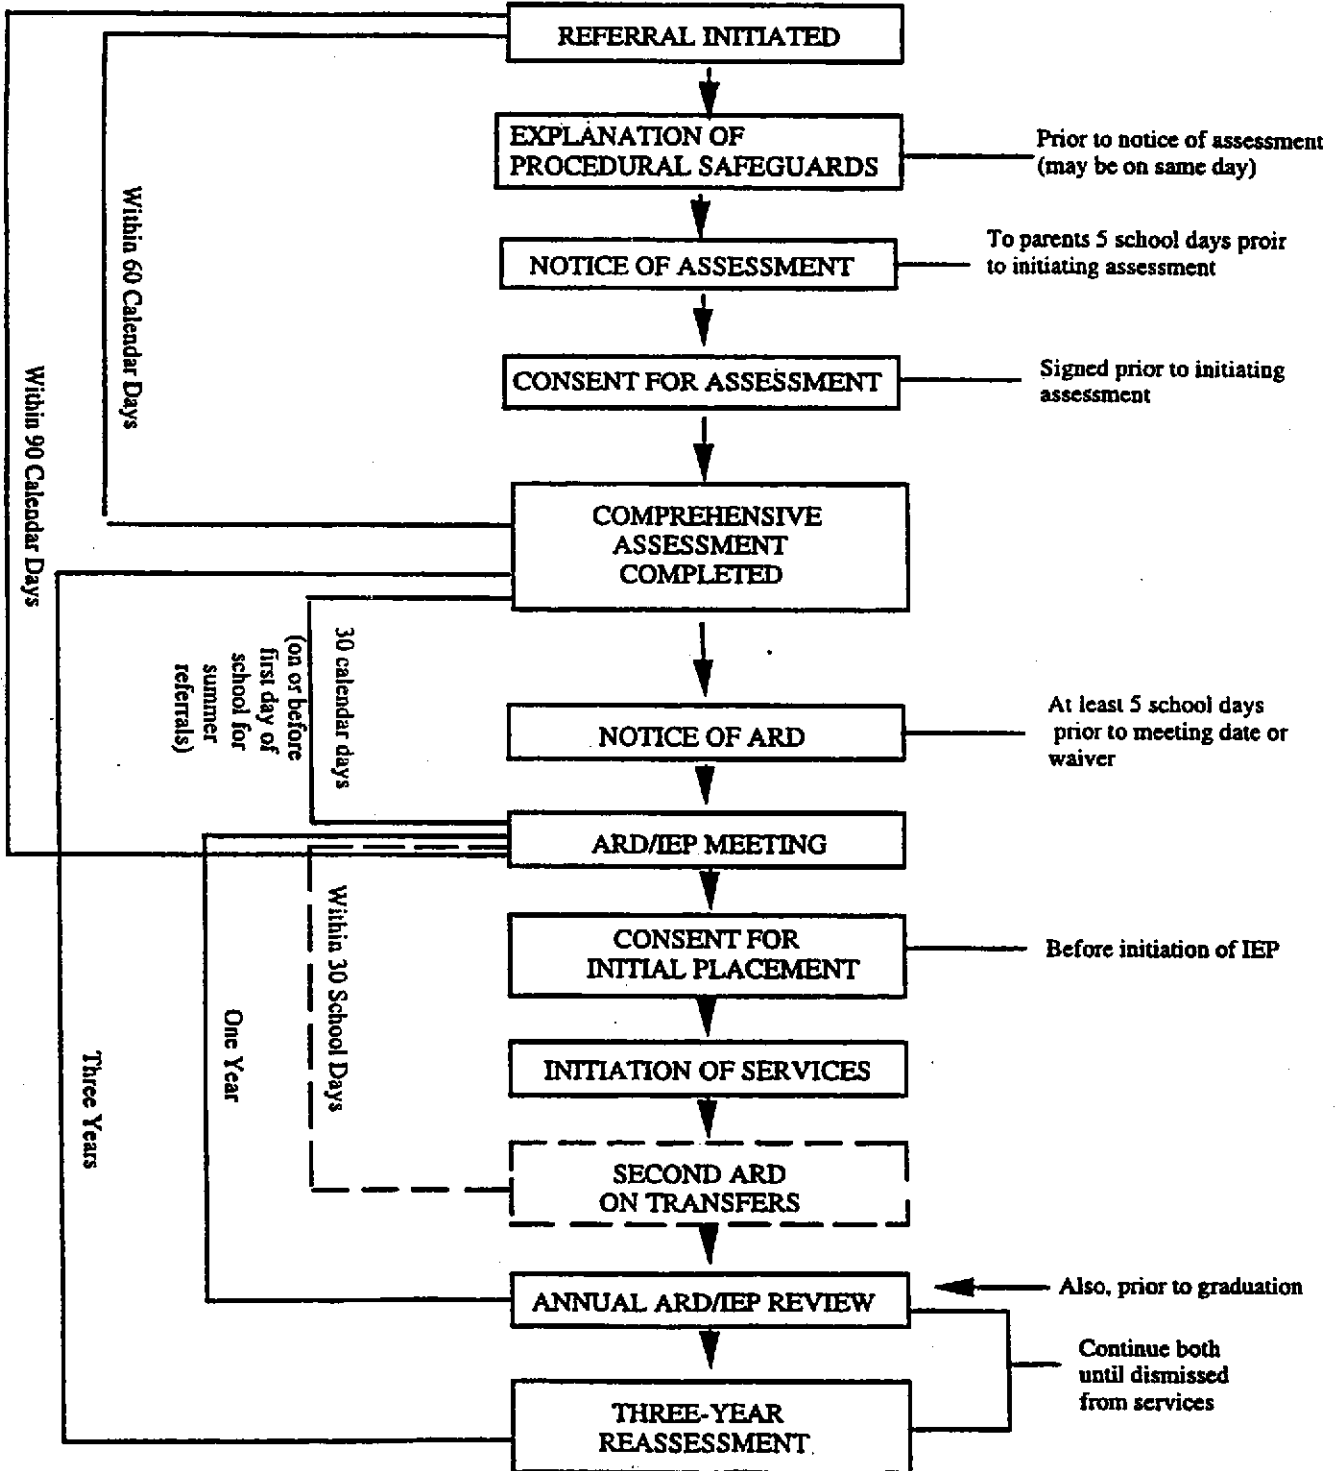 REFERRAL INITIATED
EXPLANATION OF
PROCEDURAL SAFEGUARDS
Prior to notice of assessment
(may be on same day)
NOTICE OF ASSESSMENT
To parents 5 school days proir
to initiating assessment
CONSENT FOR ASSESSMENT
Signed prior to initiating
assessment
Within 60 Calendar Days
Within 90 Calendar Days
COMPREHENSIVE
ASSESSMENT
COMPLETED
30 calendar days
(on or before
first day of
school for
summer
referrals)
NOTICE OF ARD
At least 5 school days
prior to meeting date or
waiver
ARD/IEP MEETING
CONSENT FOR
INITIAL PLACEMENT
Before initiation of IEP
Within 30 School Days
One Year
Three Years
INITIATION OF SERVICES
SECOND ARD
ON TRANSFERS
ANNUAL ARD/IEP REVIEW
Also, prior to graduation
Continue both
until dismissed
from services
THREE-YEAR
REASSESSMENT